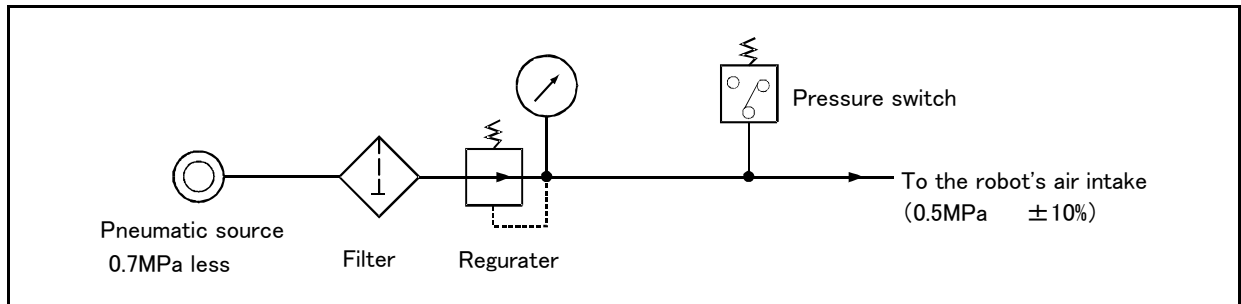 Pressure switch
To the robot's air intake
(0.5MPa ±10%)
Pneumatic source
0.7MPa less
Filter
Regurater